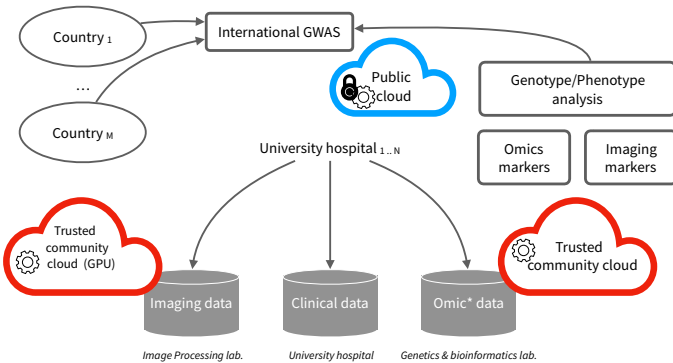 Country 1
International GWAS
...
Country M
Public
cloud
Genotype/Phenotype
analysis
Omics
markers
Imaging
markers
University hospital 1 .. N
Trusted
community
cloud (GPU)
Trusted
community cloud
Imaging data
Clinical data
Omic* data
Image Processing lab.
University hospital
Genetics & bioinformatics lab.